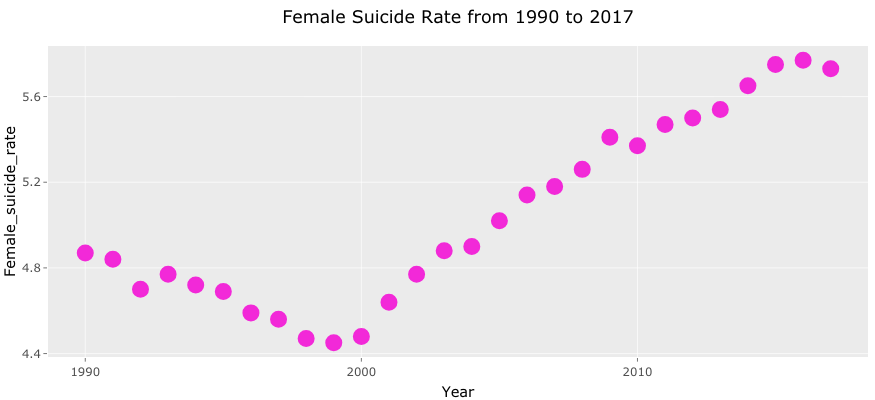 Female Suicide Rate from 1990 to 2017
Female_suicide_rate
5.6
5.2
4.8
4.4
1990 2000 2010
Year